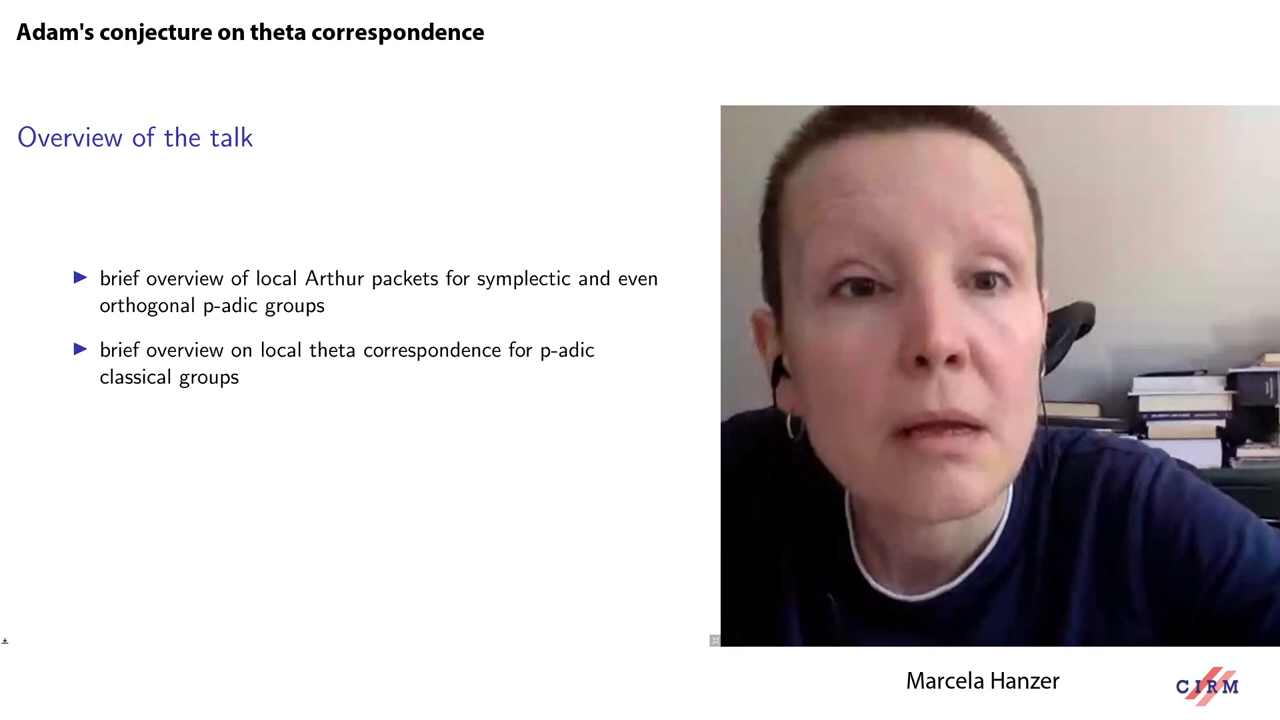 Adam's conjecture on theta correspondence
Overview of the talk
brief overview of local Arthur packets for symplectic and even
orthogonal p-adic groups
brief overview on local theta correspondence for p-adic
classical groups
Marcela Hanzer
CIRM